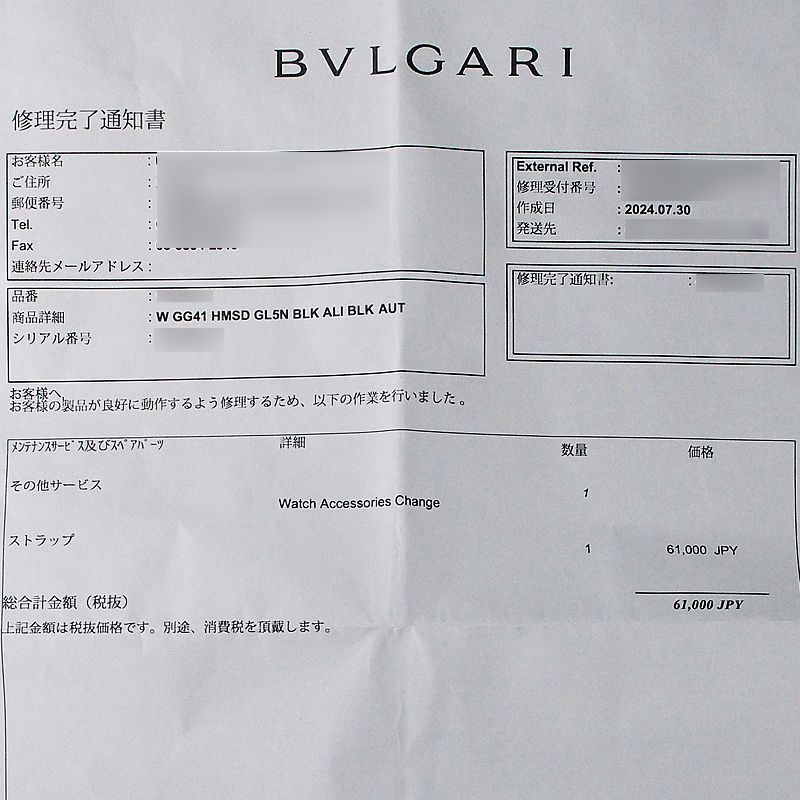 BVLGARI
修理完了通知書
お客様名 :
ご住所 :
郵便番号 :
Tel. :
Fax :
連絡先メールアドレス :
External Ref. :
修理受付番号 :
作成日 : 2024.07.30
発送先 :
品番 :
商品詳細 : W GG41 HMSD GL5N BLK ALI BLK AUT
シリアル番号 :
修理完了通知書: :
お客様へ
お客様の製品が良好に動作するよう修理するため、以下の作業を行いました。
ﾒﾝﾃﾅﾝｽｻｰﾋﾞｽ及びｽﾍﾟｱﾊﾟｰﾂ 詳細 数量 価格
その他サービス 1
Watch Accessories Change
ストラップ 1 61,000 JPY
総合計金額（税抜） 61,000 JPY
上記金額は税抜価格です。別途、消費税を頂戴します。